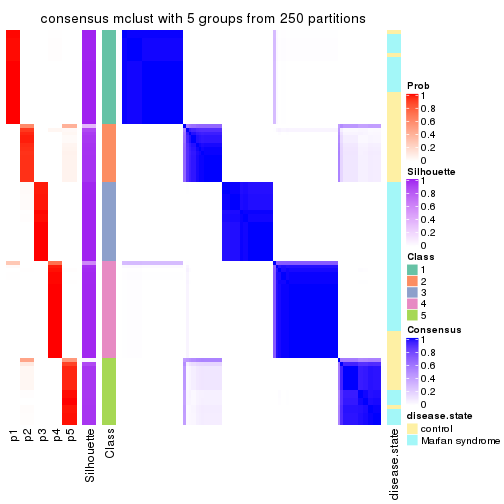 consensus mclust with 5 groups from 250 partitions
Prob
1
0.8
0.6
0.4
0.2
0
Silhouette
1
0.8
0.6
0.4
0.2
0
Class
1
2
3
4
5
Consensus
1
0.8
0.6
0.4
0.2
0
disease.state
control
Marfan syndrome
p1
p2
p3
p4
p5
Silhouette
Class
disease.state